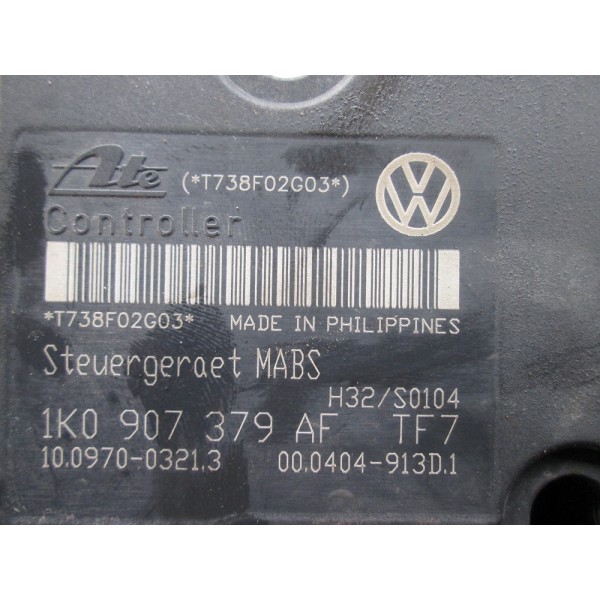 Ate (*T738F02G03*)
Controller
*T738F02G03* MADE IN PHILIPPINES
Steuergeraet MABS
H32/S0104
1K0 907 379 AF TF7
10.0970-0321.3 00.0404-913D.1